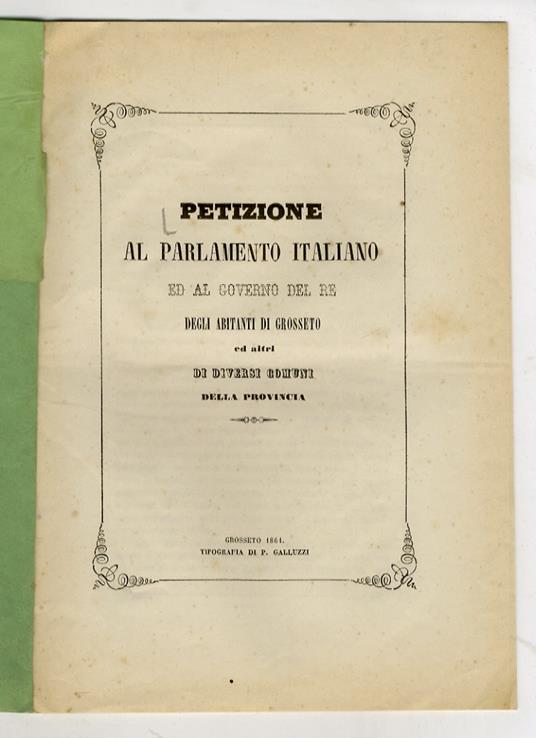 PETIZIONE
AL PARLAMENTO ITALIANO
ED AL GOVERNO DEL RE
DEGLI ABITANTI DI GROSSETO
ed altri
DI DIVERSI COMUNI
DELLA PROVINCIA
GROSSETO 1861.
TIPOGRAFIA DI P. GALLUZZI